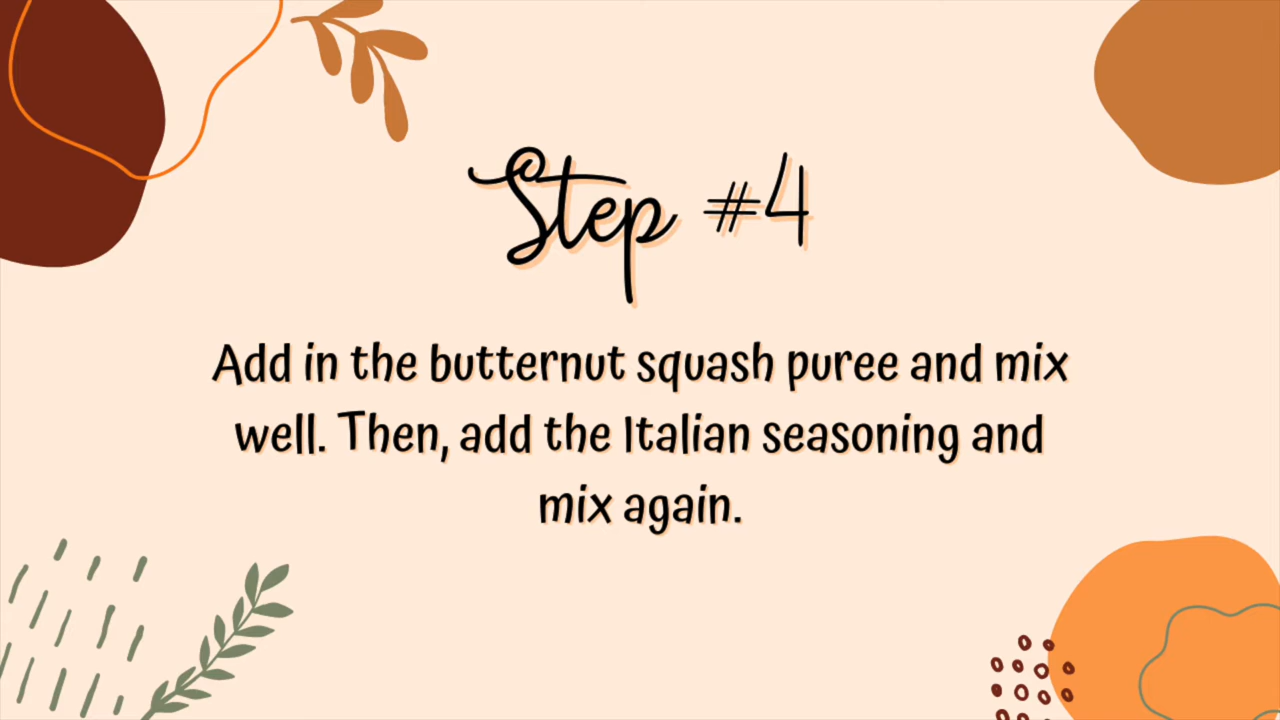 Step #4
Add in the butternut squash puree and mix
well. Then, add the Italian seasoning and
mix again.